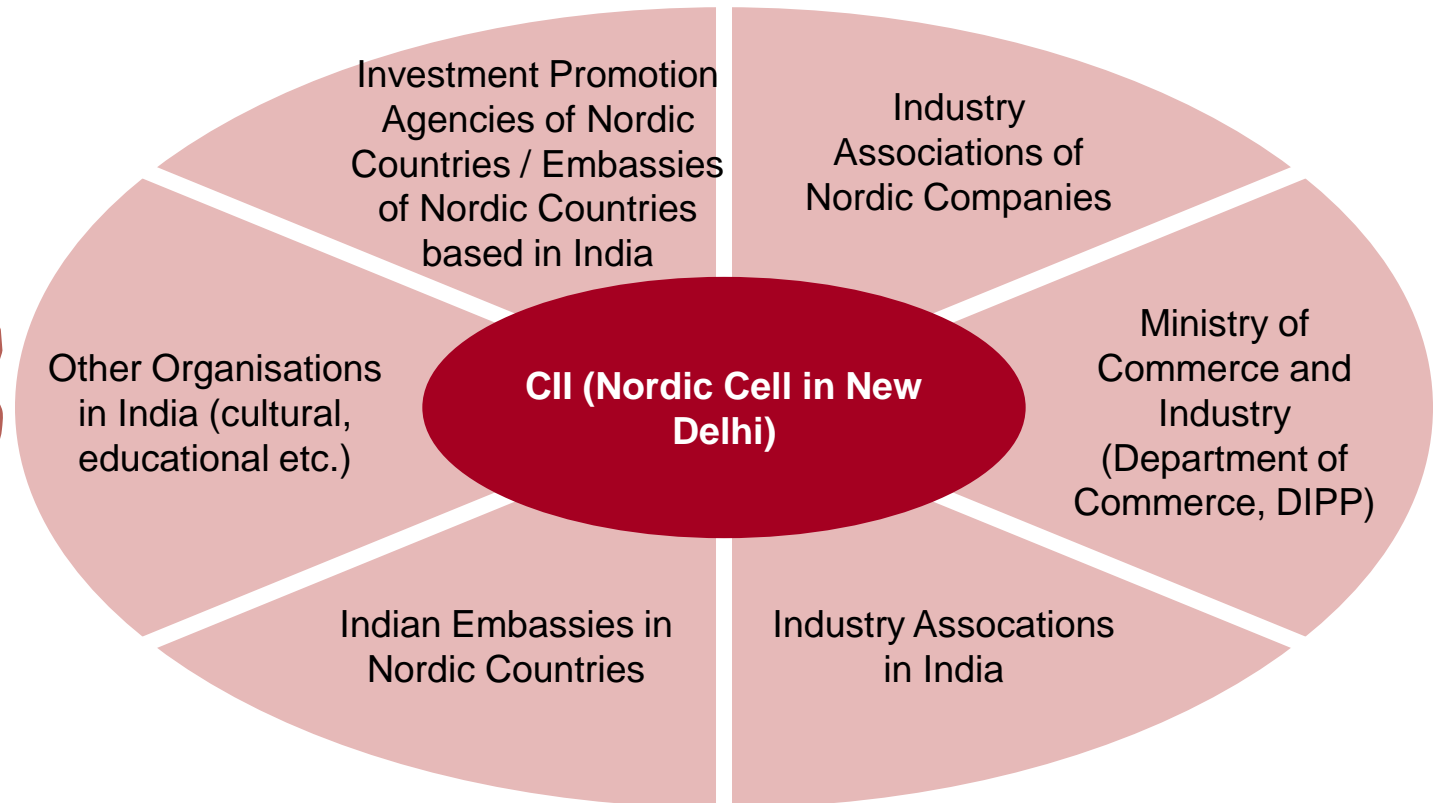 Investment Promotion
Agencies of Nordic
Countries / Embassies
of Nordic Countries
based in India
Industry
Associations of
Nordic Companies
Other Organisations
in India (cultural,
educational etc.)
CII (Nordic Cell in New
Delhi)
Ministry of
Commerce and
Industry
(Department of
Commerce, DIPP)
Indian Embassies in
Nordic Countries
Industry Assocations
in India